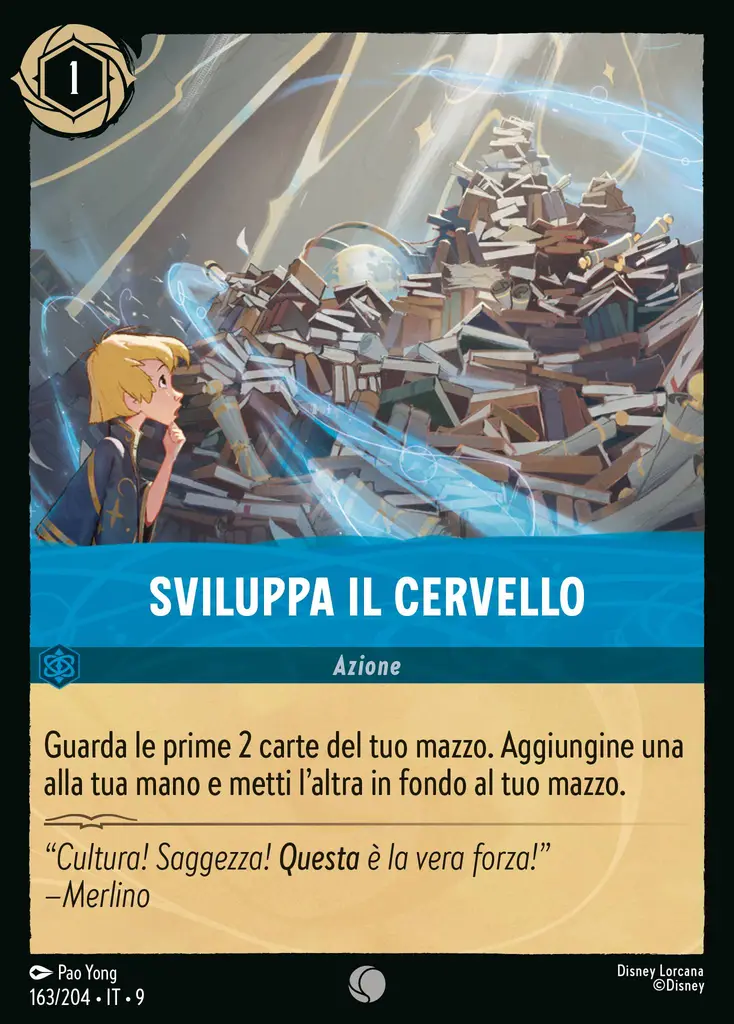 1
SVILUPPA IL CERVELLO
Azione
Guarda le prime 2 carte del tuo mazzo. Aggiungine una
alla tua mano e metti l’altra in fondo al tuo mazzo.
“Cultura! Saggezza! Questa è la vera forza!”
–Merlino
Pao Yong
Disney Lorcana
163/204 • IT • 9
©Disney